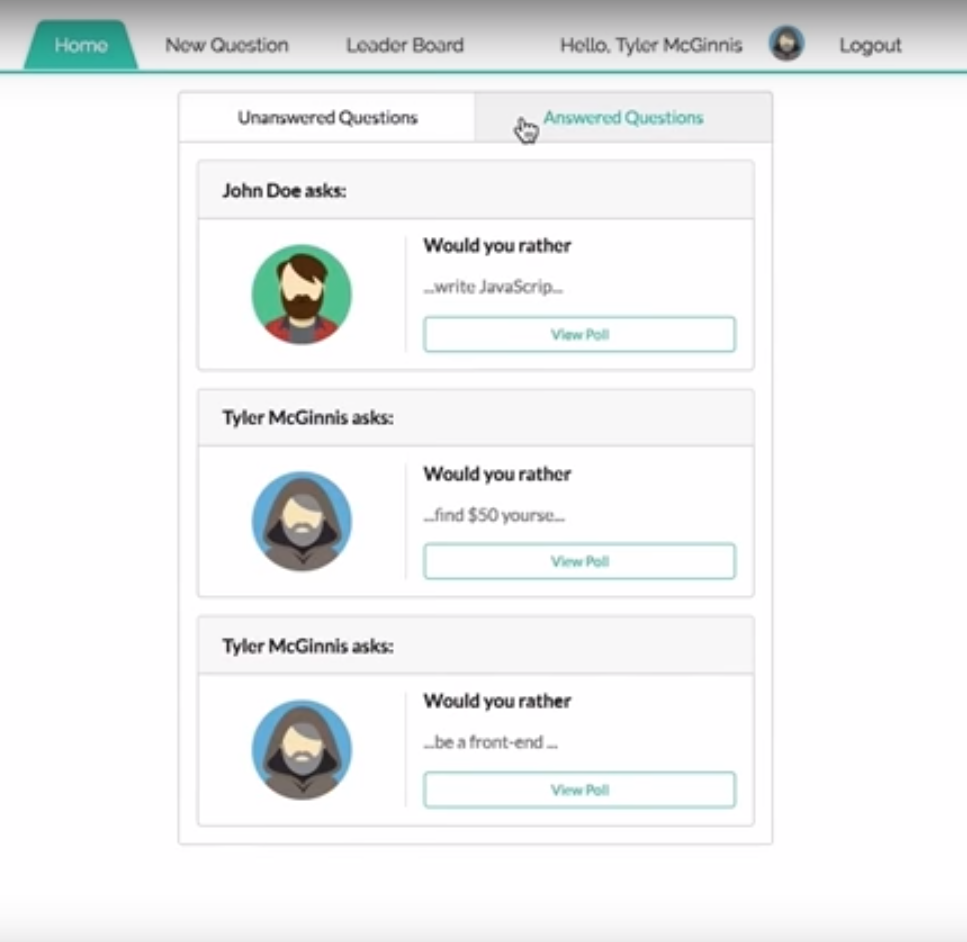 Home New Question Leader Board Hello, Tyler McGinnis Logout
Unanswered Questions Answered Questions
John Doe asks:
Would you rather
...write JavaScrip...
View Poll
Tyler McGinnis asks:
Would you rather
...find $50 yourse...
View Poll
Tyler McGinnis asks:
Would you rather
...be a front-end ...
View Poll